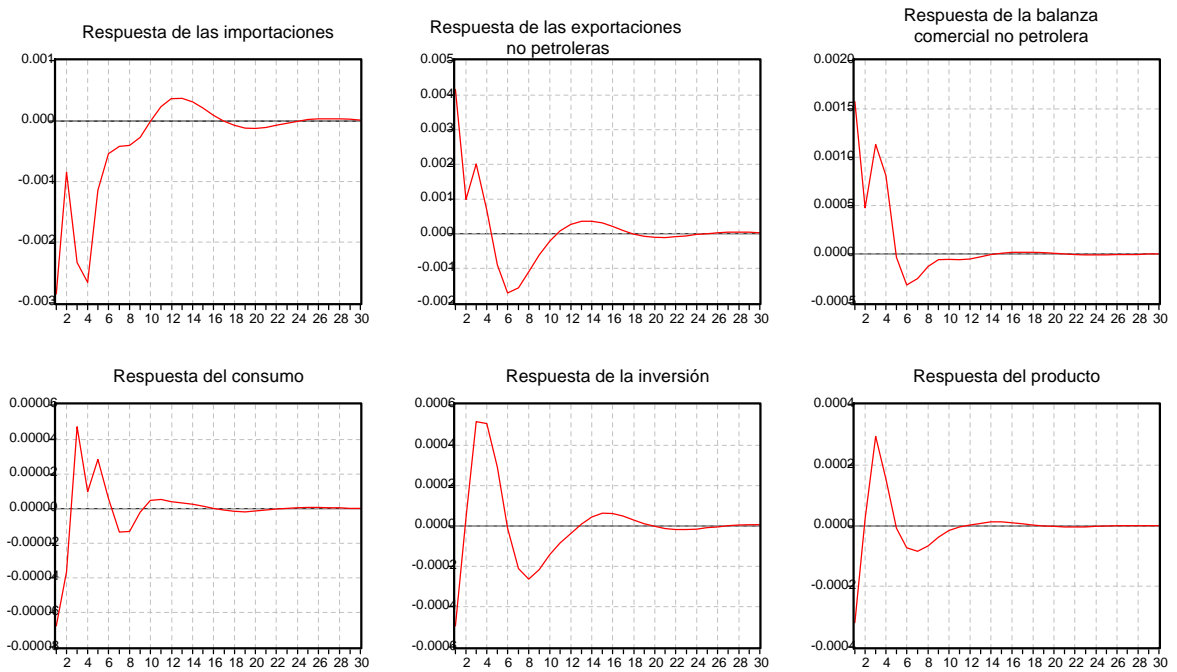 Respuesta de las importaciones
0.001
0.000
-0.001
-0.002
-0.003
2 4 6 8 10 12 14 16 18 20 22 24 26 28 30
Respuesta de las exportaciones
no petroleras
0.005
0.004
0.003
0.002
0.001
0.000
-0.001
-0.002
2 4 6 8 10 12 14 16 18 20 22 24 26 28 30
Respuesta de la balanza
comercial no petrolera
0.0020
0.0015
0.0010
0.0005
0.0000
-0.0005
2 4 6 8 10 12 14 16 18 20 22 24 26 28 30
Respuesta del consumo
0.00006
0.00004
0.00002
0.00000
-0.00002
-0.00004
-0.00006
-0.00008
2 4 6 8 10 12 14 16 18 20 22 24 26 28 30
Respuesta de la inversión
0.0006
0.0004
0.0002
0.0000
-0.0002
-0.0004
-0.0006
2 4 6 8 10 12 14 16 18 20 22 24 26 28 30
Respuesta del producto
0.0004
0.0002
0.0000
-0.0002
-0.0004
2 4 6 8 10 12 14 16 18 20 22 24 26 28 30